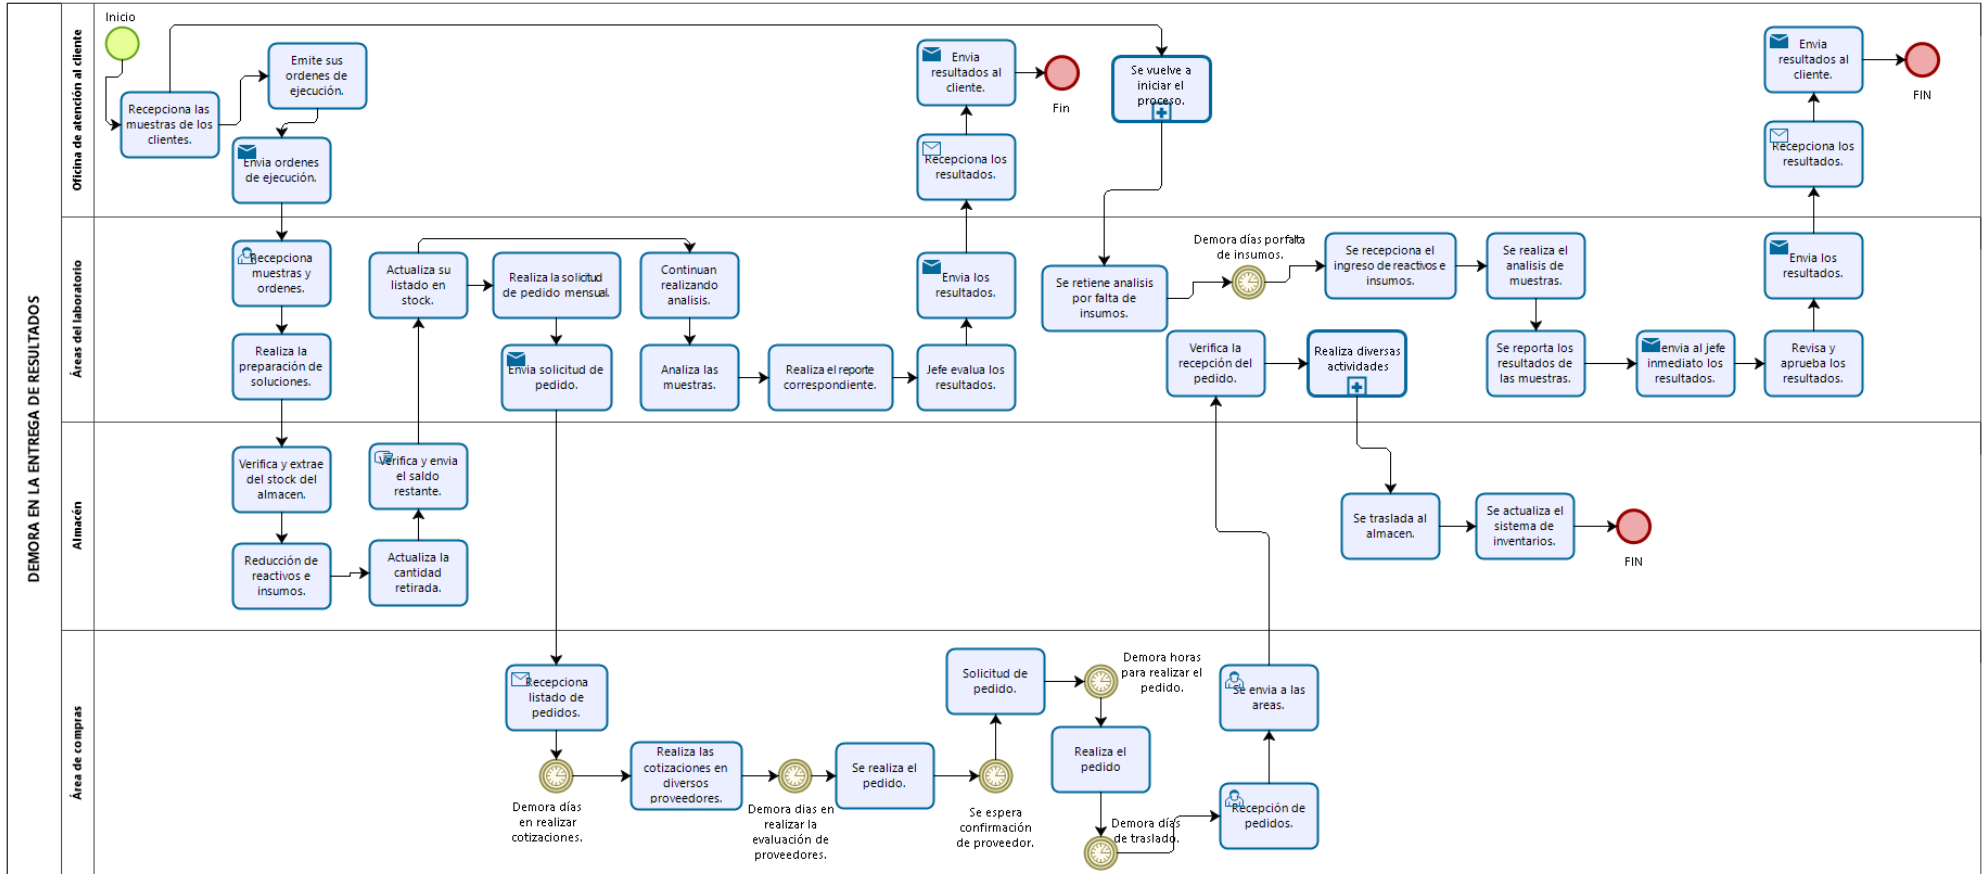 DEMORA EN LA ENTREGA DE RESULTADOS
Oficina de atención al cliente
Inicio
Recepciona las
muestras de los
clientes.
Emite sus
ordenes de
ejecución.
Envia ordenes
de ejecución.
Envia
resultados al
cliente.
Fin
Recepciona los
resultados.
Se vuelve a
iniciar el
proceso.
Envia
resultados al
cliente.
FIN
Recepciona los
resultados.
Áreas del laboratorio
Recepciona
muestras y
ordenes.
Realiza la
preparación de
soluciones.
Actualiza su
listado en
stock.
Realiza la solicitud
de pedido mensual.
Envia solicitud de
pedido.
Continuan
realizando
analisis.
Analiza las
muestras.
Realiza el reporte
correspondiente.
Envia los
resultados.
Jefe evalua los
resultados.
Se retiene analisis
por falta de
insumos.
Demora días por falta
de insumos.
Se recepciona el
ingreso de reactivos e
insumos.
Se realiza el
analisis de
muestras.
Verifica la
recepción del
pedido.
Realiza diversas
actividades
Se reporta los
resultados de
las muestras.
envia al jefe
inmediato los
resultados.
Revisa y
aprueba los
resultados.
Envia los
resultados.
Almacén
Verifica y extrae
del stock del
almacen.
Reducción de
reactivos e
insumos.
Verifica y envia
el saldo
restante.
Actualiza la
cantidad
retirada.
Se traslada al
almacen.
Se actualiza el
sistema de
inventarios.
FIN
Área de compras
Recepciona
listado de
pedidos.
Demora días
en realizar
cotizaciones.
Realiza las
cotizaciones en
diversos
proveedores.
Demora dias en
realizar la
evaluación de
proveedores.
Se realiza el
pedido.
Se espera
confirmación
de proveedor.
Solicitud de
pedido.
Demora horas
para realizar el
pedido.
Realiza el
pedido
Demora días
de traslado.
Recepción de
pedidos.
Se envia a las
areas.